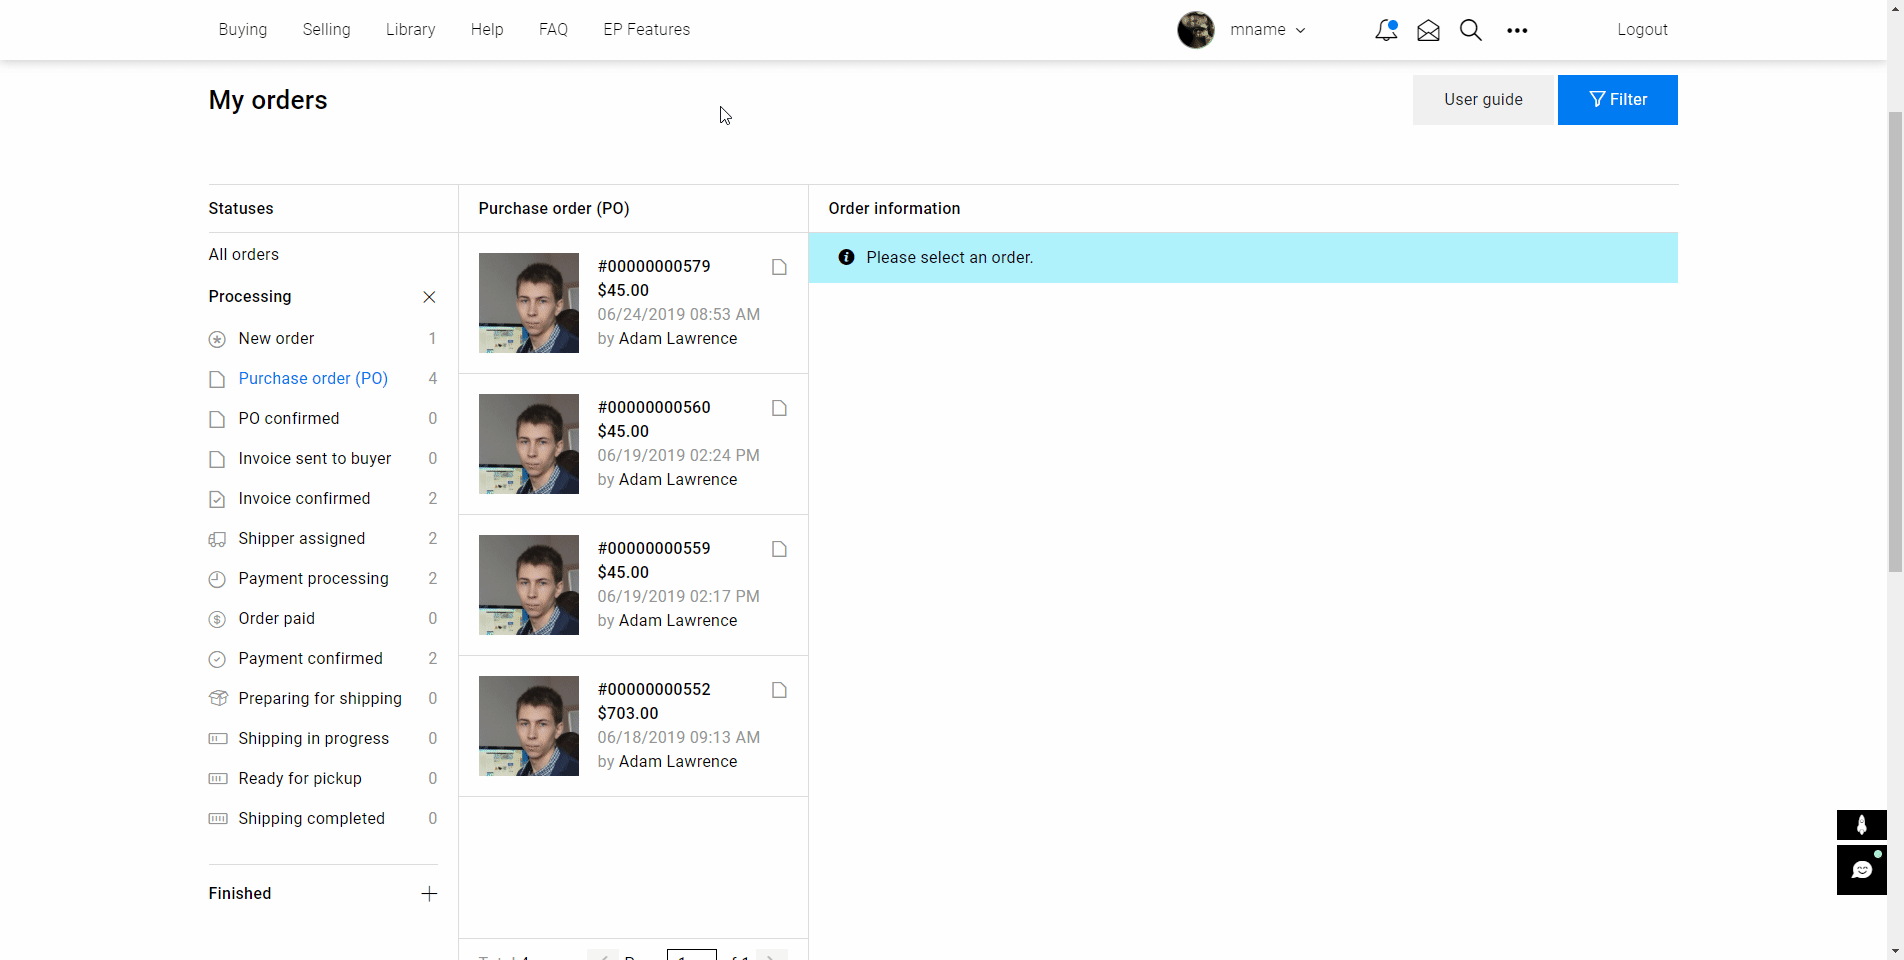 Buying Selling Library Help FAQ EP Features mname Logout
My orders
User guide Filter
Statuses
All orders
Processing
New order 1
Purchase order (PO) 4
PO confirmed 0
Invoice sent to buyer 0
Invoice confirmed 2
Shipper assigned 2
Payment processing 2
Order paid 0
Payment confirmed 2
Preparing for shipping 0
Shipping in progress 0
Ready for pickup 0
Shipping completed 0
Finished
Purchase order (PO)
#00000000579
$45.00
06/24/2019 08:53 AM
by Adam Lawrence
#00000000560
$45.00
06/19/2019 02:24 PM
by Adam Lawrence
#00000000559
$45.00
06/19/2019 02:17 PM
by Adam Lawrence
#00000000552
$703.00
06/18/2019 09:13 AM
by Adam Lawrence
Order information
Please select an order.